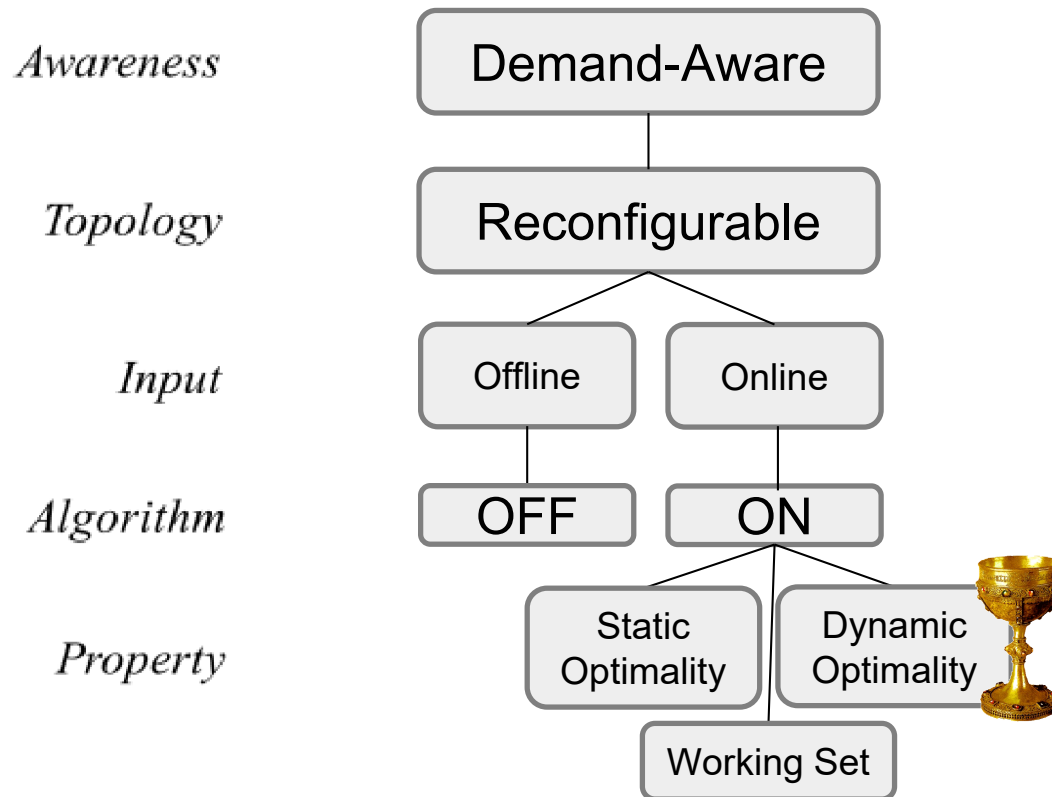 Awareness
Demand-Aware
Topology
Reconfigurable
Input
Offline
Online
Algorithm
OFF
ON
Property
Static
Optimality
Dynamic
Optimality
Working Set